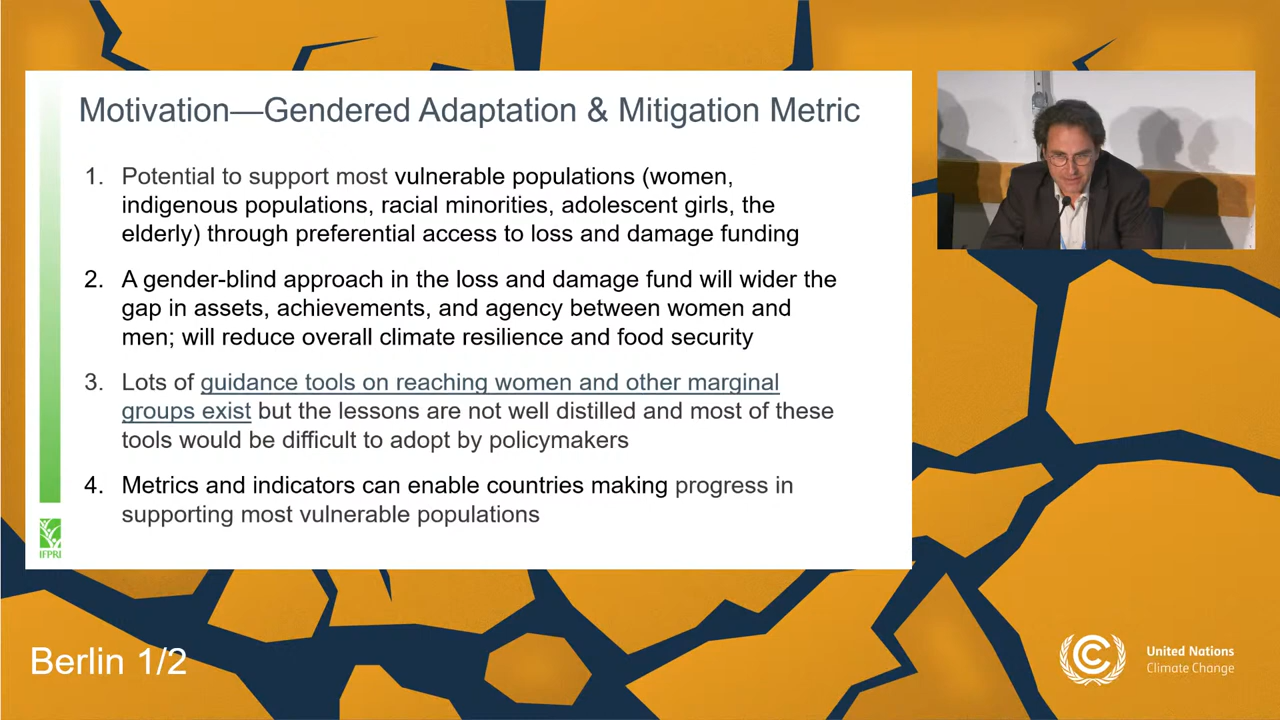 Motivation—Gendered Adaptation & Mitigation Metric
1. Potential to support most vulnerable populations (women,
indigenous populations, racial minorities, adolescent girls, the
elderly) through preferential access to loss and damage funding
2. A gender-blind approach in the loss and damage fund will wider the
gap in assets, achievements, and agency between women and
men; will reduce overall climate resilience and food security
3. Lots of guidance tools on reaching women and other marginal
groups exist but the lessons are not well distilled and most of these
tools would be difficult to adopt by policymakers
4. Metrics and indicators can enable countries making progress in
supporting most vulnerable populations
IFPRI
Berlin 1/2
United Nations
Climate Change